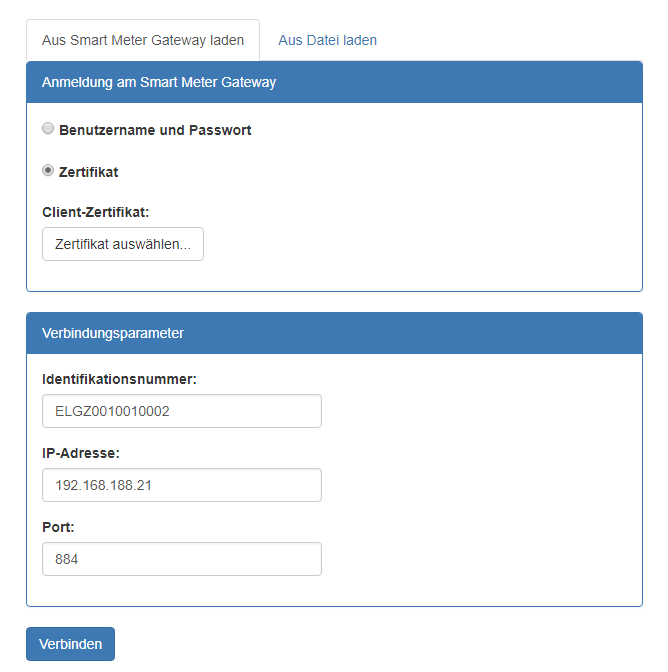 Aus Smart Meter Gateway laden Aus Datei laden
Anmeldung am Smart Meter Gateway
Benutzername und Passwort
Zertifikat
Client-Zertifikat:
Zertifikat auswählen...
Verbindungsparameter
Identifikationsnummer:
ELGZ0010010002
IP-Adresse:
192.168.188.21
Port:
884
Verbinden